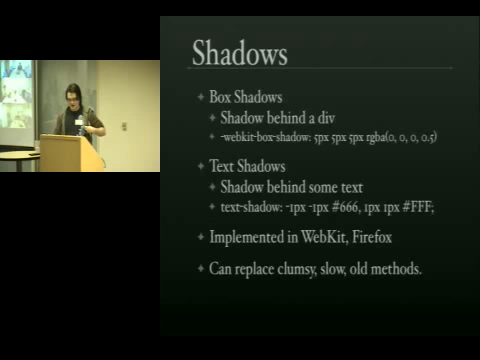 Shadows
Box Shadows
Shadow behind a div
-webkit-box-shadow: 5px 5px 5px rgba(0, 0, 0, 0.5)
Text Shadows
Shadow behind some text
text-shadow: -1px -1px #666, 1px 1px #FFF;
Implemented in WebKit, Firefox
Can replace clumsy, slow, old methods.